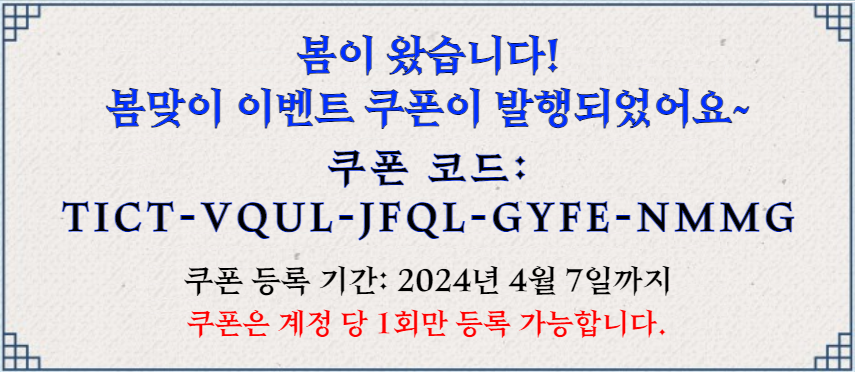 봄이 왔습니다!
봄맞이 이벤트 쿠폰이 발행되었어요~
쿠폰 코드:
TICT-VQUL-JFQL-GYFE-NMMG
쿠폰 등록 기간: 2024년 4월 7일까지
쿠폰은 계정 당 1회만 등록 가능합니다.